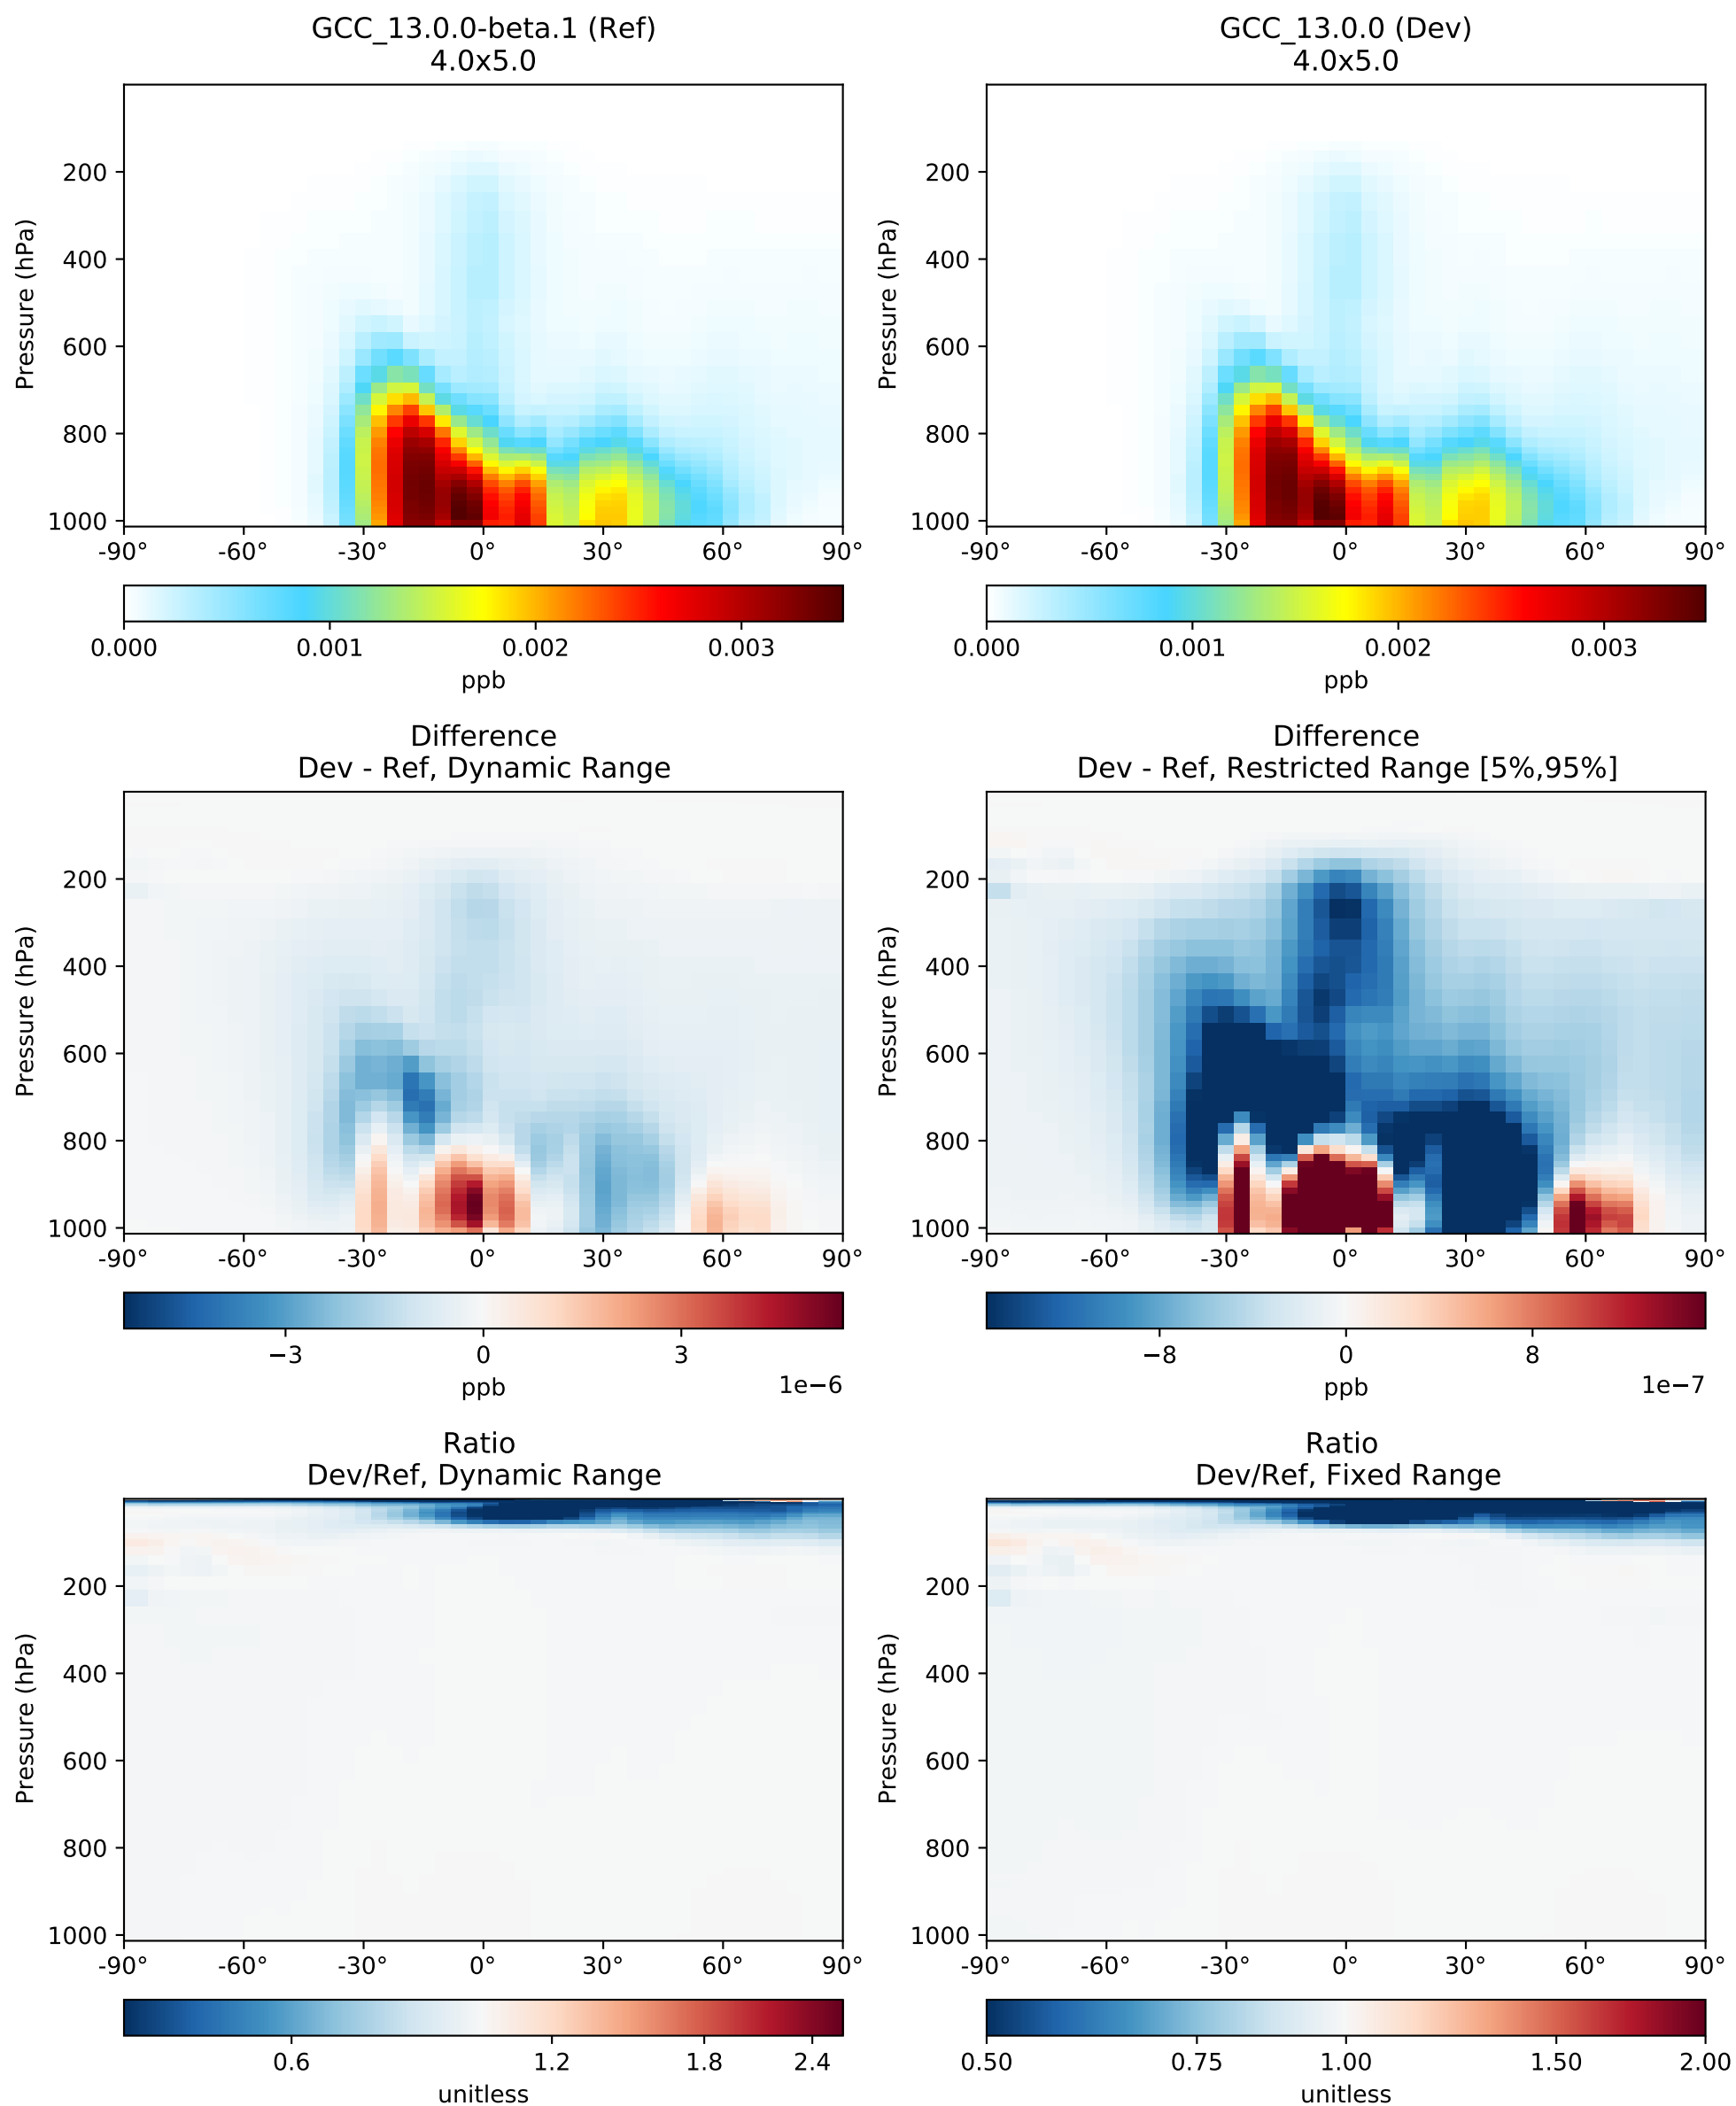 GCC_13.0.0-beta.1 (Ref)
4.0x5.0
GCC_13.0.0 (Dev)
4.0x5.0
Pressure (hPa)
200
400
600
800
1000
-90° -60° -30° 0° 30° 60° 90°
0.000 0.001 0.002 0.003
ppb
Pressure (hPa)
200
400
600
800
1000
-90° -60° -30° 0° 30° 60° 90°
0.000 0.001 0.002 0.003
ppb
Difference
Dev - Ref, Dynamic Range
Pressure (hPa)
200
400
600
800
1000
-90° -60° -30° 0° 30° 60° 90°
−3 0 3
ppb
1e−6
Difference
Dev - Ref, Restricted Range [5%,95%]
Pressure (hPa)
200
400
600
800
1000
-90° -60° -30° 0° 30° 60° 90°
−8 0 8
ppb
1e−7
Ratio
Dev/Ref, Dynamic Range
Pressure (hPa)
200
400
600
800
1000
-90° -60° -30° 0° 30° 60° 90°
0.6 1.2 1.8 2.4
unitless
Ratio
Dev/Ref, Fixed Range
Pressure (hPa)
200
400
600
800
1000
-90° -60° -30° 0° 30° 60° 90°
0.50 0.75 1.00 1.50 2.00
unitless